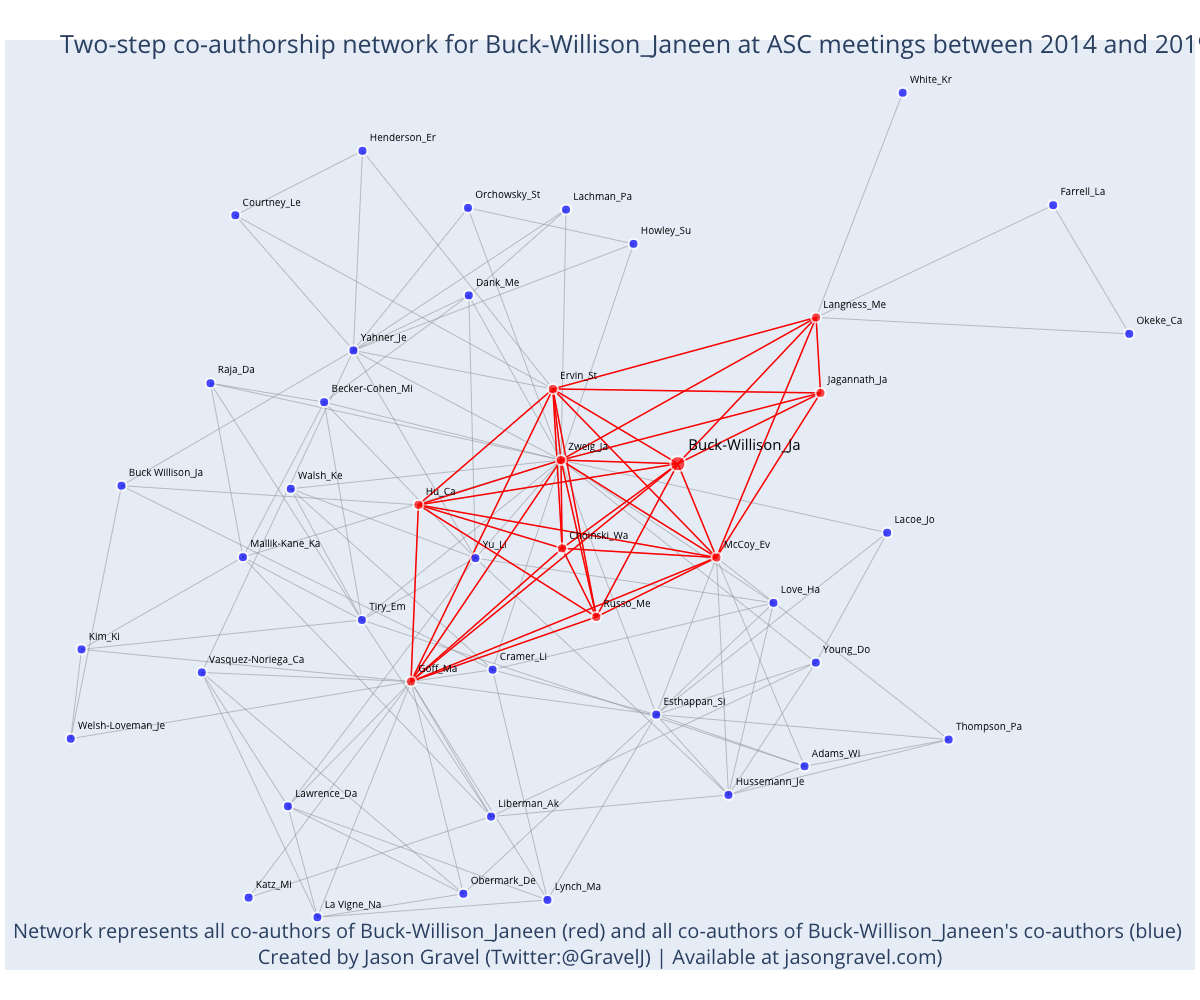 Two-step co-authorship network for Buck-Willison_Janeen at ASC meetings between 2014 and 201
White_Kr
Henderson_Er
Farrell_La
Orchowsky_St
Lachman_Pa
Courtney_Le
Howley_Su
Dank_Me
Langness_Me
Okeke_Ca
Yahner_Je
Raja_Da
Ervin_St
Jagannath_Ja
Becker-Cohen_Mi
Zweig_Ja
Buck-Willison_Ja
Buck Willison_Ja
Walsh_Ke
Hu_Ca
Lacoe_Jo
Choinski_Wa
Mallik-Kane_Ka
Yu_Li
McCoy_Ev
Love_Ha
Tiry_Em
Russo_Me
Kim_Ki
Young_Do
Vasquez-Noriega_Ca
Cramer_Li
Goff_Ma
Esthappan_Si
Welsh-Loveman_Je
Thompson_Pa
Adams_Wi
Hussemann_Je
Lawrence_Da
Liberman_Ak
Katz_Mi
Obermark_De
Lynch_Ma
La Vigne_Na
Network represents all co-authors of Buck-Willison_Janeen (red) and all co-authors of Buck-Willison_Janeen's co-authors (blue)
Created by Jason Gravel (Twitter:@GravelJ) | Available at jasongravel.com)